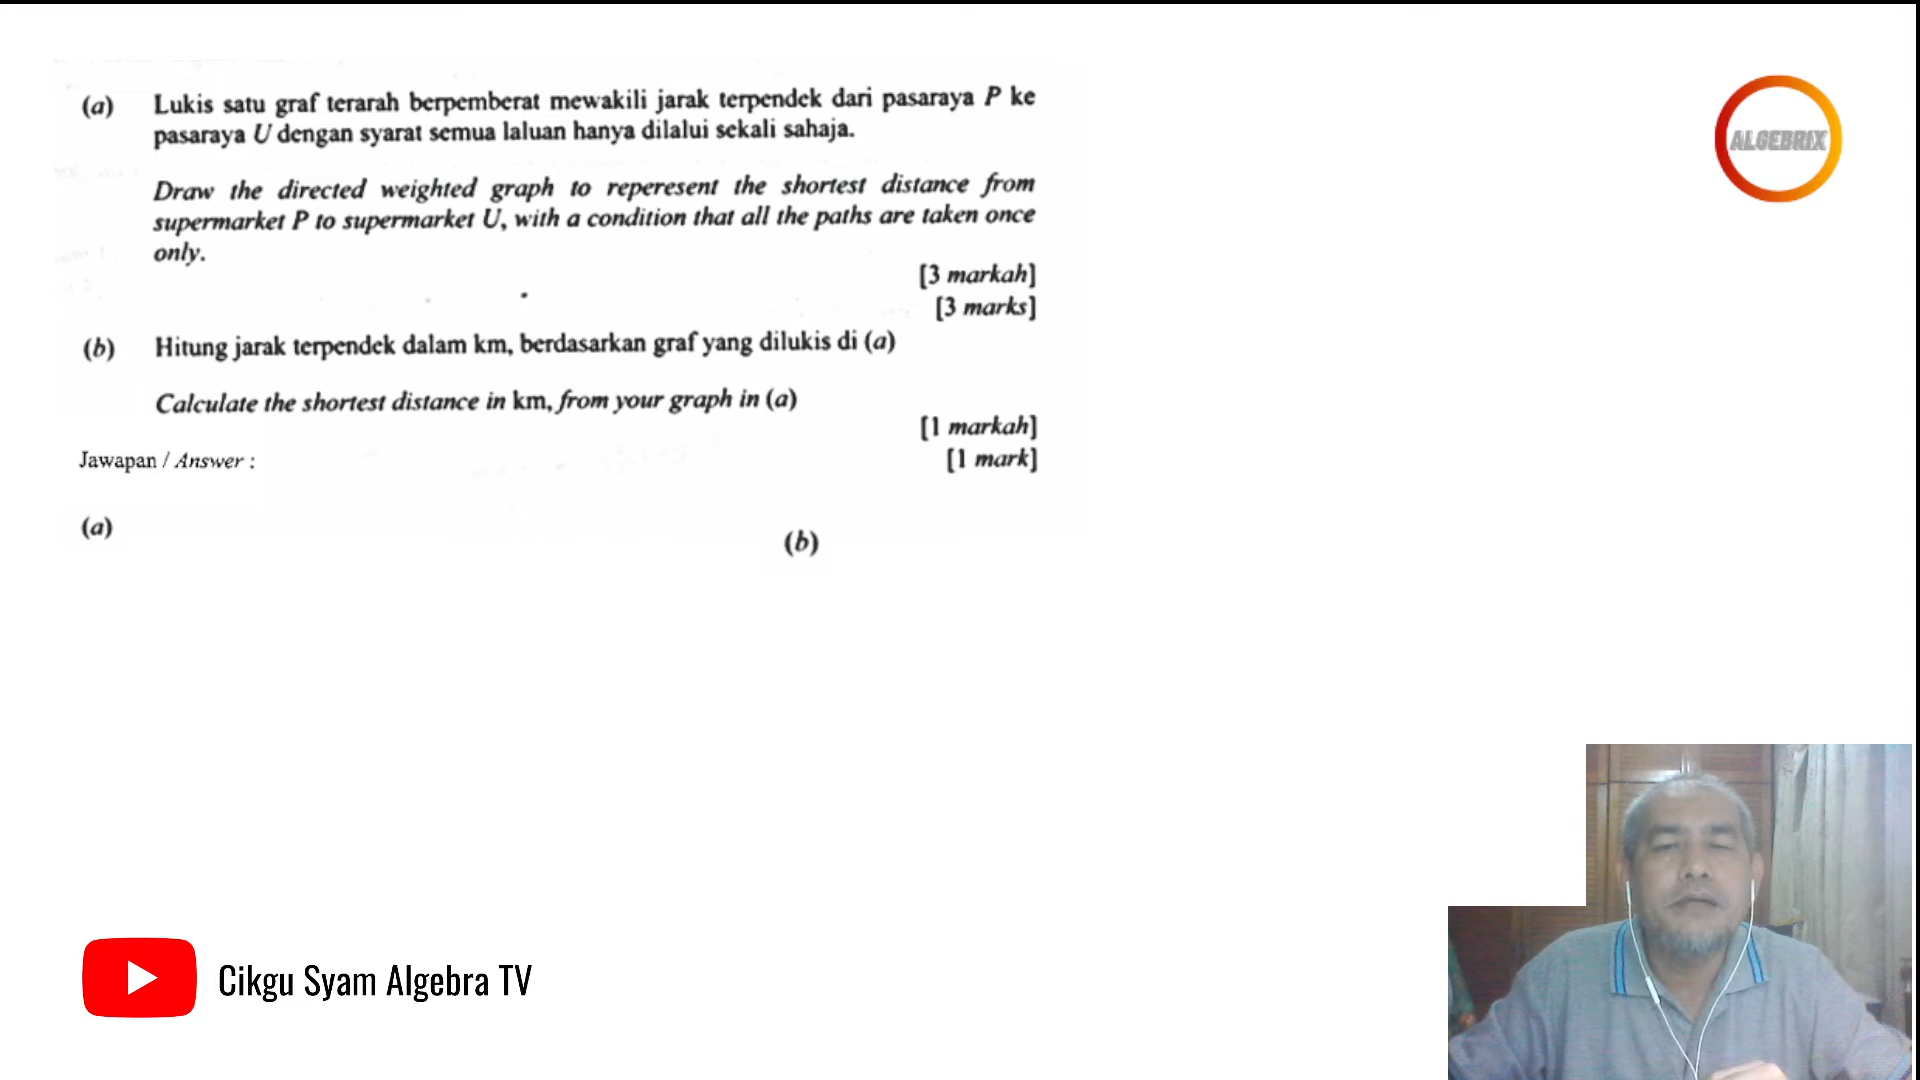 (a) Lukis satu graf terarah berpemberat mewakili jarak terpendek dari pasaraya P ke
pasaraya U dengan syarat semua laluan hanya dilalui sekali sahaja.
Draw the directed weighted graph to reperesent the shortest distance from
supermarket P to supermarket U, with a condition that all the paths are taken once
only.
[3 markah]
[3 marks]
(b) Hitung jarak terpendek dalam km, berdasarkan graf yang dilukis di (a)
Calculate the shortest distance in km, from your graph in (a)
[1 markah]
[1 mark]
Jawapan / Answer :
(a)
(b)
ALGEBRIX
Cikgu Syam Algebra TV